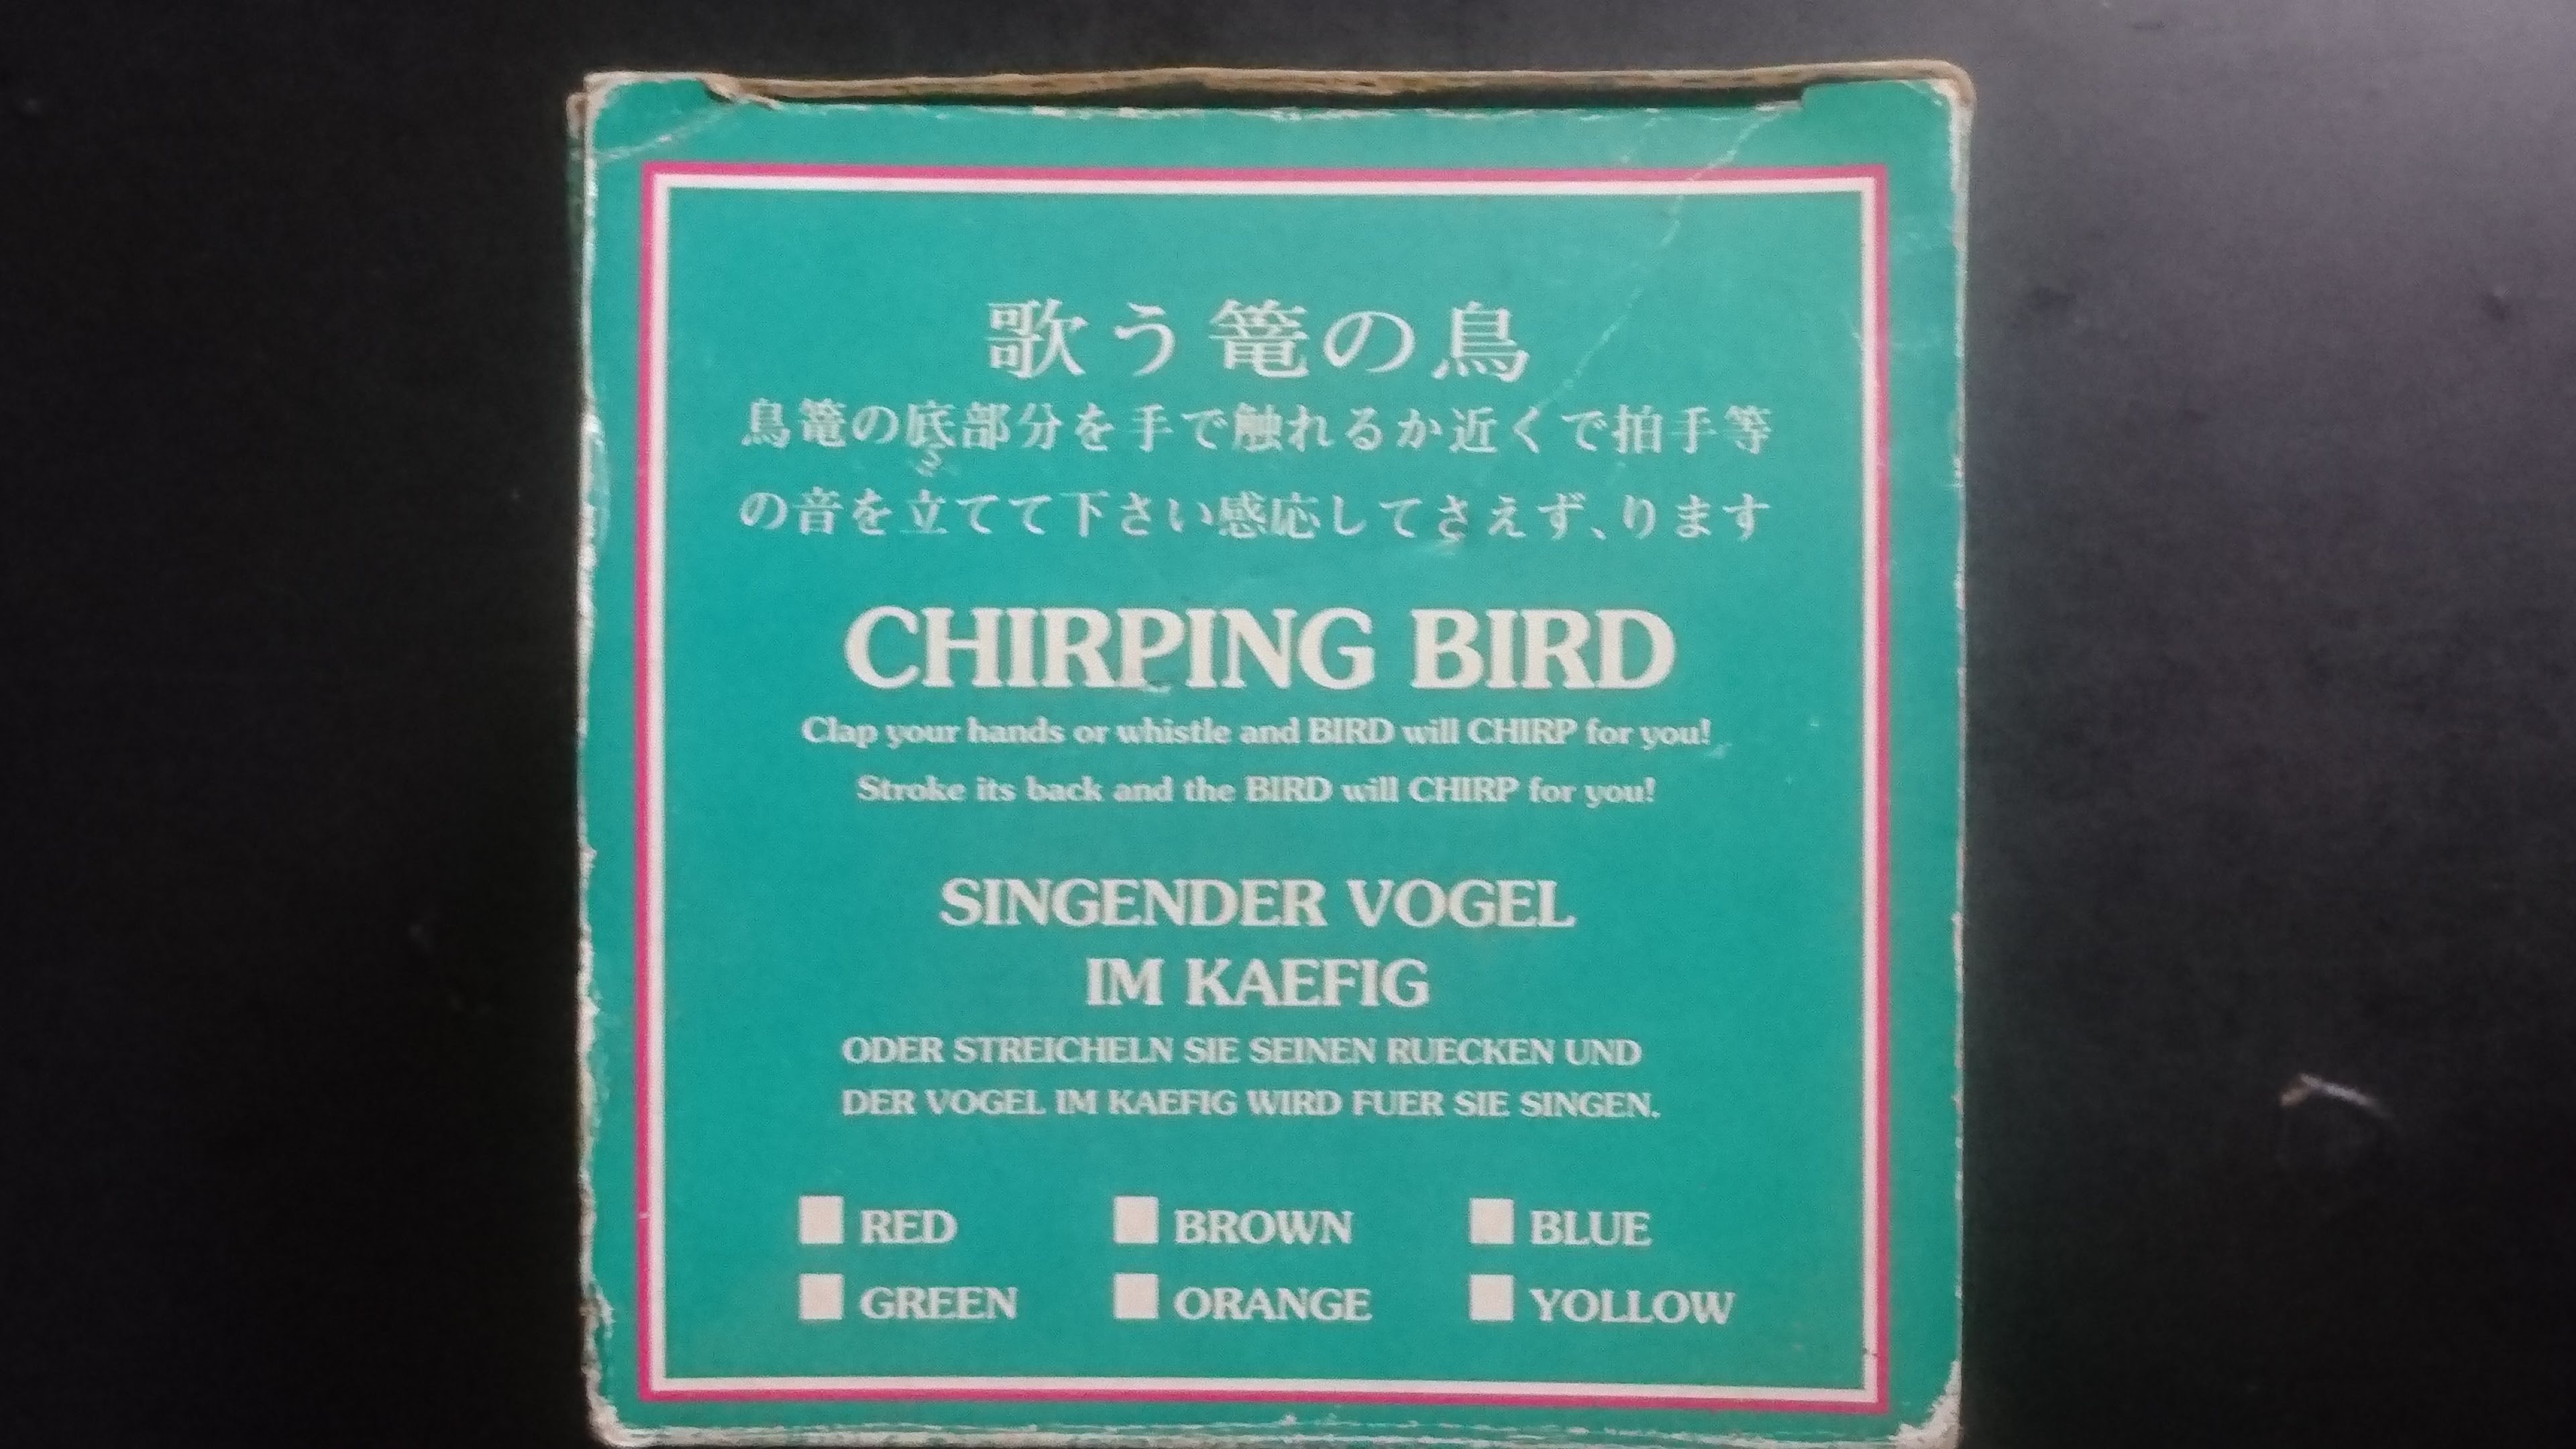 歌う篭の鳥
鳥篭の底部分を手で触れるか近くで拍手等
の音を立てて下さい感応してさえず、ります
CHIRPING BIRD
Clap your hands or whistle and BIRD will CHIRP for you!
Stroke its back and the BIRD will CHIRP for you!
SINGENDER VOGEL
IM KAEFIG
ODER STREICHELN SIE SEINEN RUECKEN UND
DER VOGEL IM KAEFIG WIRD FUER SIE SINGEN.
RED BROWN BLUE
GREEN ORANGE YOLLOW